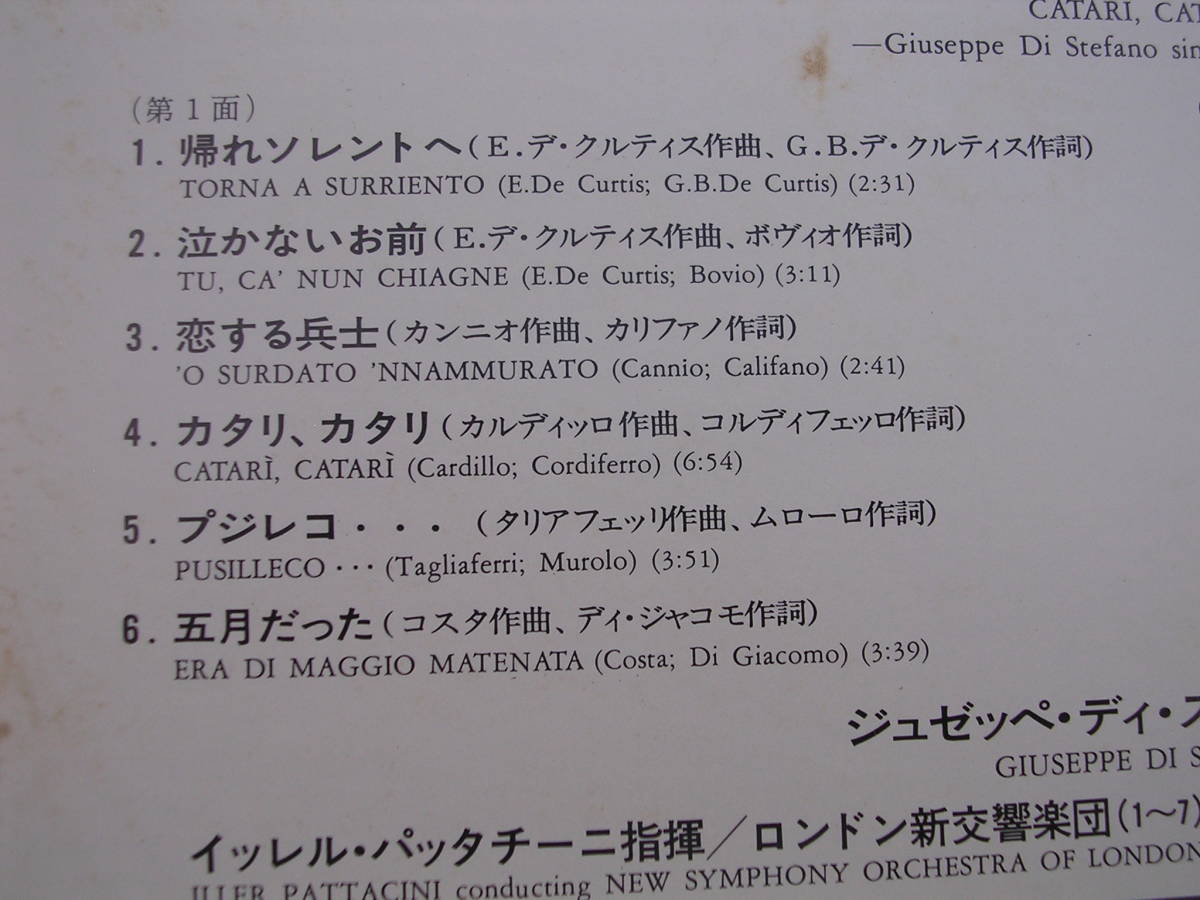 CATARI,
—Giuseppe Di Stefano
(第1面)
1. 帰れソレントへ(E.デ・クルティス作曲、G.B.デ・クルティス作詞)
TORNA A SURRIENTO (E.De Curtis; G.B.De Curtis) (2:31)
2. 泣かないお前(E.デ・クルティス作曲、ボヴィオ作詞)
TU, CA' NUN CHIAGNE (E.De Curtis; Bovio) (3:11)
3. 恋する兵士(カンニオ作曲、カリファノ作詞)
'O SURDATO 'NNAMMURATO (Cannio; Califano) (2:41)
4. カタリ、カタリ(カルディッロ作曲、コルディフェッロ作詞)
CATARÌ, CATARÌ (Cardillo; Cordiferro) (6:54)
5. プジレコ・・・(タリアフェッリ作曲、ムローロ作詞)
PUSILLECO・・・(Tagliaferri; Murolo) (3:51)
6. 五月だった(コスタ作曲、ディ・ジャコモ作詞)
ERA DI MAGGIO MATENATA (Costa; Di Giacomo) (3:39)
ジュゼッペ・ディ・
GIUSEPPE DI
イッレル・パッタチーニ指揮/ロンドン新交響楽団(1〜7)
ILLER PATTACINI conducting NEW SYMPHONY ORCHESTRA OF LONDON